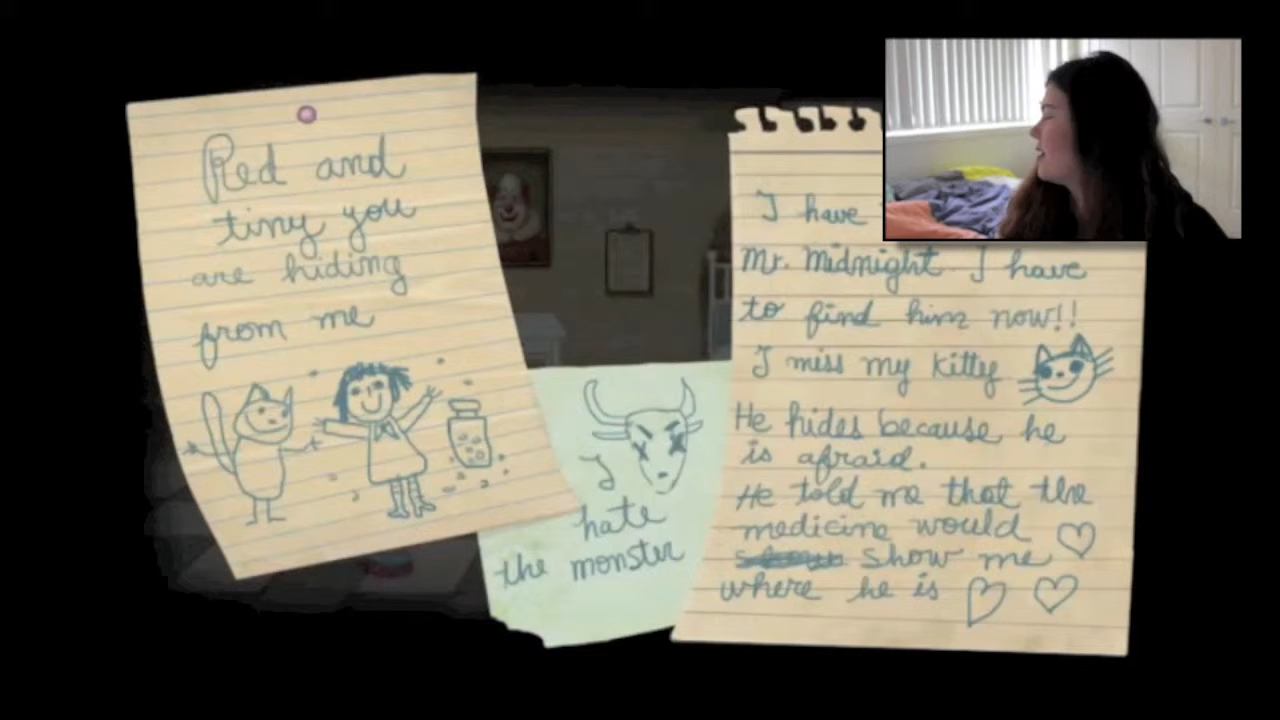 Red and
tiny you
are hiding
from me
I
hate
the monster
I have
Mr. Midnight. I have
to find him now!!
I miss my kitty
He hides because he
is afraid.
He told me that the
medicine would
show me
where he is